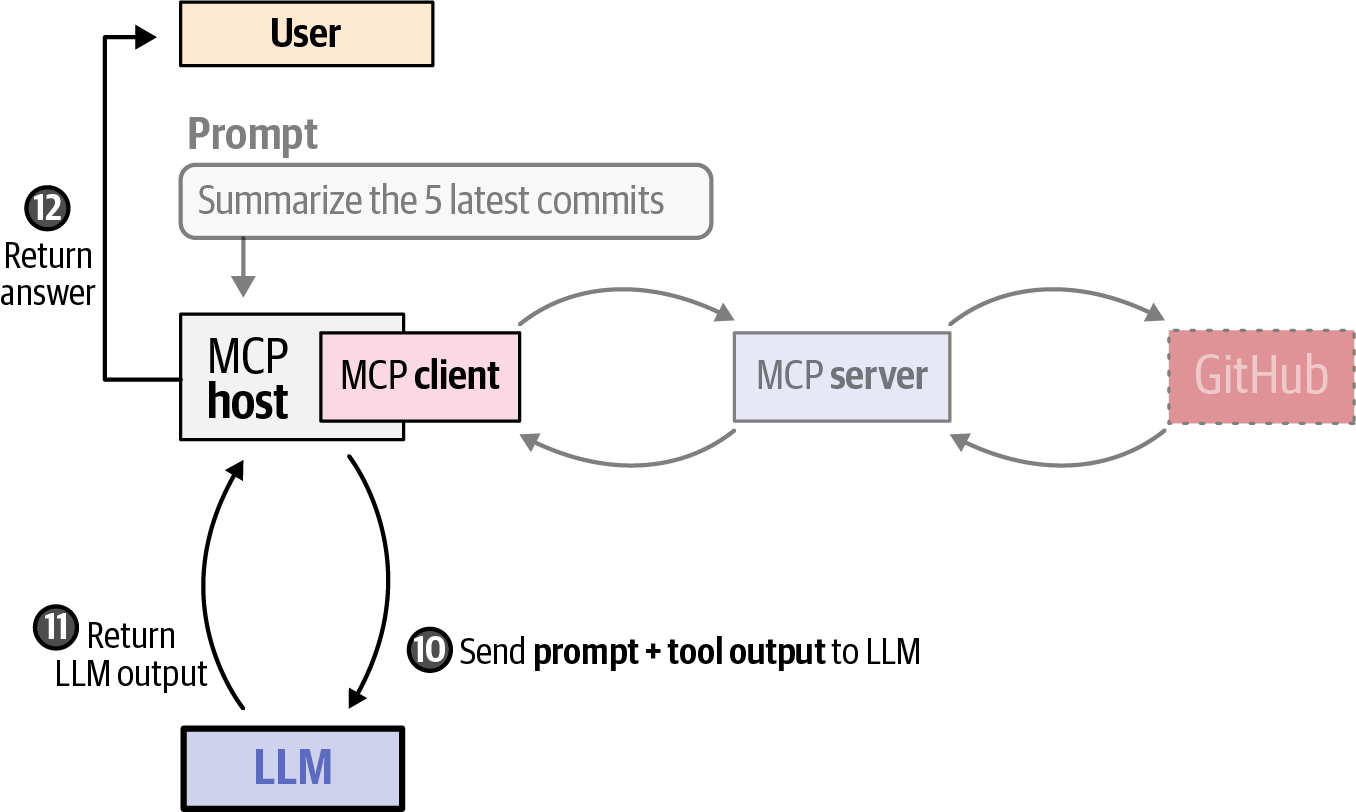 User
Prompt
Summarize the 5 latest commits
12
Return
answer
MCP
host
MCP client
MCP server
GitHub
11 Return
LLM output
10 Send prompt + tool output to LLM
LLM